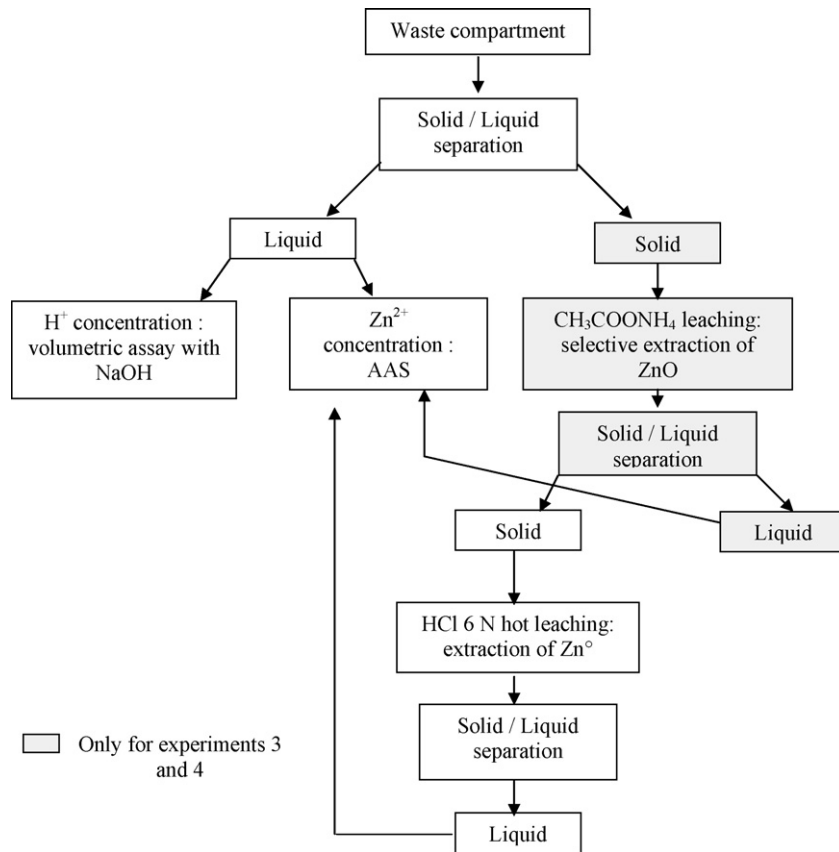 Waste compartment
Solid / Liquid
separation
Liquid
Solid
H⁺ concentration :
volumetric assay with
NaOH
Zn²⁺
concentration :
AAS
CH₃COONH₄ leaching:
selective extraction of
ZnO
Solid / Liquid
separation
Solid
Liquid
HCl 6 N hot leaching:
extraction of Zn°
Solid / Liquid
separation
Only for experiments 3
and 4
Liquid